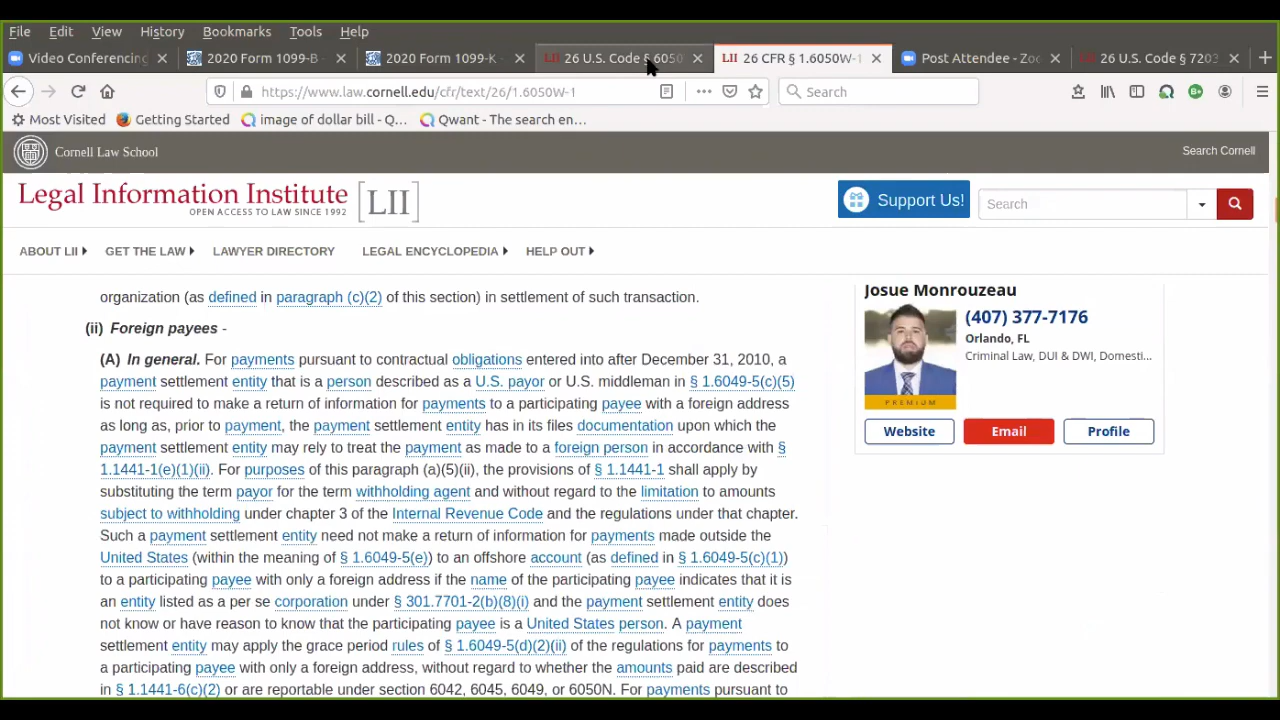 File Edit View History Bookmarks Tools Help
Video Conferencing 2020 Form 1099-B - 2020 Form 1099-K - LII 26 U.S. Code § 6050 LII 26 CFR § 1.6050W-1 Post Attendee - Zoo LII 26 U.S. Code § 7203
https://www.law.cornell.edu/cfr/text/26/1.6050W-1 Search
Most Visited Getting Started image of dollar bill - Q... Qwant - The search en...
Cornell Law School Search Cornell
Legal Information Institute [LII]
OPEN ACCESS TO LAW SINCE 1992
Support Us! Search
ABOUT LII GET THE LAW LAWYER DIRECTORY LEGAL ENCYCLOPEDIA HELP OUT
organization (as defined in paragraph (c)(2) of this section) in settlement of such transaction.
(ii) Foreign payees -
(A) In general. For payments pursuant to contractual obligations entered into after December 31, 2010, a
payment settlement entity that is a person described as a U.S. payor or U.S. middleman in § 1.6049-5(c)(5)
is not required to make a return of information for payments to a participating payee with a foreign address
as long as, prior to payment, the payment settlement entity has in its files documentation upon which the
payment settlement entity may rely to treat the payment as made to a foreign person in accordance with §
1.1441-1(e)(1)(ii). For purposes of this paragraph (a)(5)(ii), the provisions of § 1.1441-1 shall apply by
substituting the term payor for the term withholding agent and without regard to the limitation to amounts
subject to withholding under chapter 3 of the Internal Revenue Code and the regulations under that chapter.
Such a payment settlement entity need not make a return of information for payments made outside the
United States (within the meaning of § 1.6049-5(e)) to an offshore account (as defined in § 1.6049-5(c)(1))
to a participating payee with only a foreign address if the name of the participating payee indicates that it is
an entity listed as a per se corporation under § 301.7701-2(b)(8)(i) and the payment settlement entity does
not know or have reason to know that the participating payee is a United States person. A payment
settlement entity may apply the grace period rules of § 1.6049-5(d)(2)(ii) of the regulations for payments to
a participating payee with only a foreign address, without regard to whether the amounts paid are described
in § 1.1441-6(c)(2) or are reportable under section 6042, 6045, 6049, or 6050N. For payments pursuant to
Josue Monrouzeau
(407) 377-7176
Orlando, FL
Criminal Law, DUI & DWI, Domesti...
PREMIUM
Website Email Profile